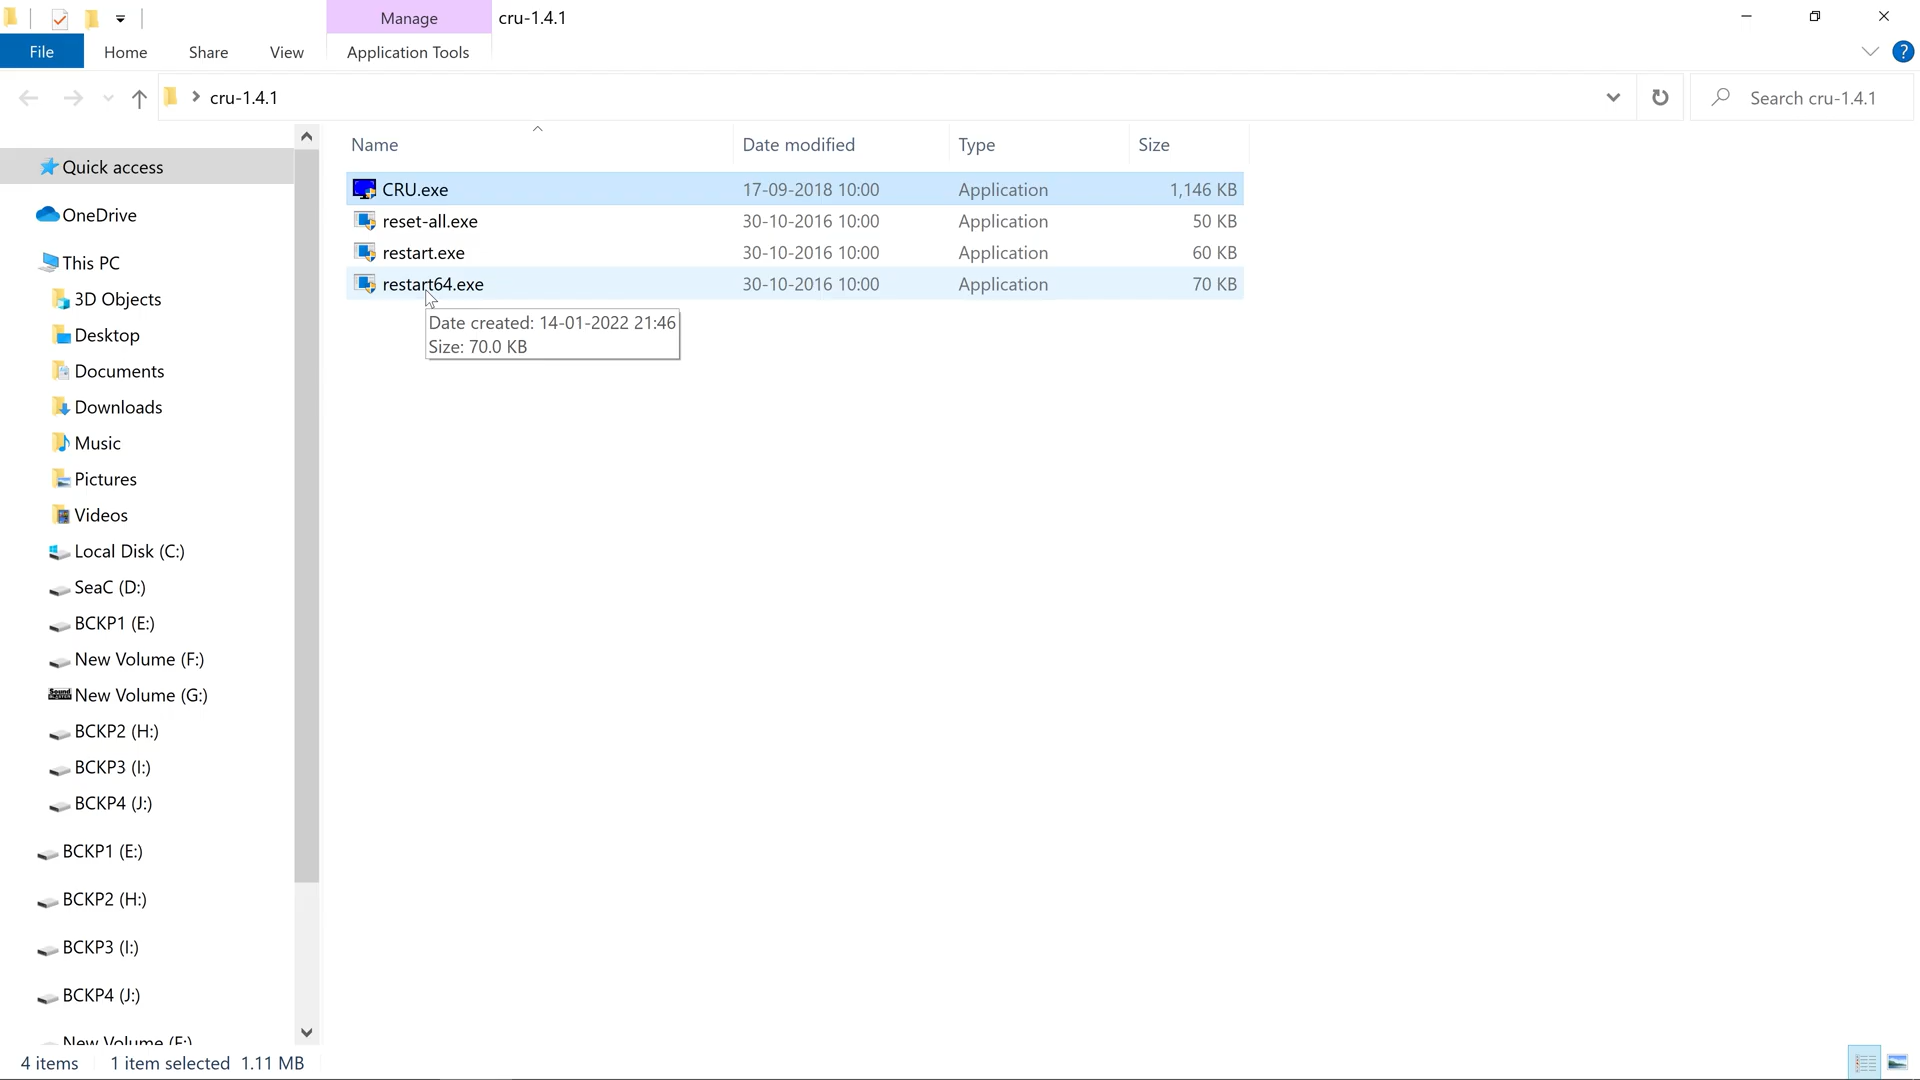 Manage
cru-1.4.1
File
Home
Share
View
Application Tools
?
cru-1.4.1
Search cru-1.4.1
Name
Date modified
Type
Size
Quick access
OneDrive
This PC
3D Objects
Desktop
Documents
Downloads
Music
Pictures
Videos
Local Disk (C:)
SeaC (D:)
BCKP1 (E:)
New Volume (F:)
New Volume (G:)
BCKP2 (H:)
BCKP3 (I:)
BCKP4 (J:)
BCKP1 (E:)
BCKP2 (H:)
BCKP3 (I:)
BCKP4 (J:)
New Volume (F:)
CRU.exe 17-09-2018 10:00 Application 1,146 KB
reset-all.exe 30-10-2016 10:00 Application 50 KB
restart.exe 30-10-2016 10:00 Application 60 KB
restart64.exe 30-10-2016 10:00 Application 70 KB
Date created: 14-01-2022 21:46
Size: 70.0 KB
4 items
1 item selected 1.11 MB